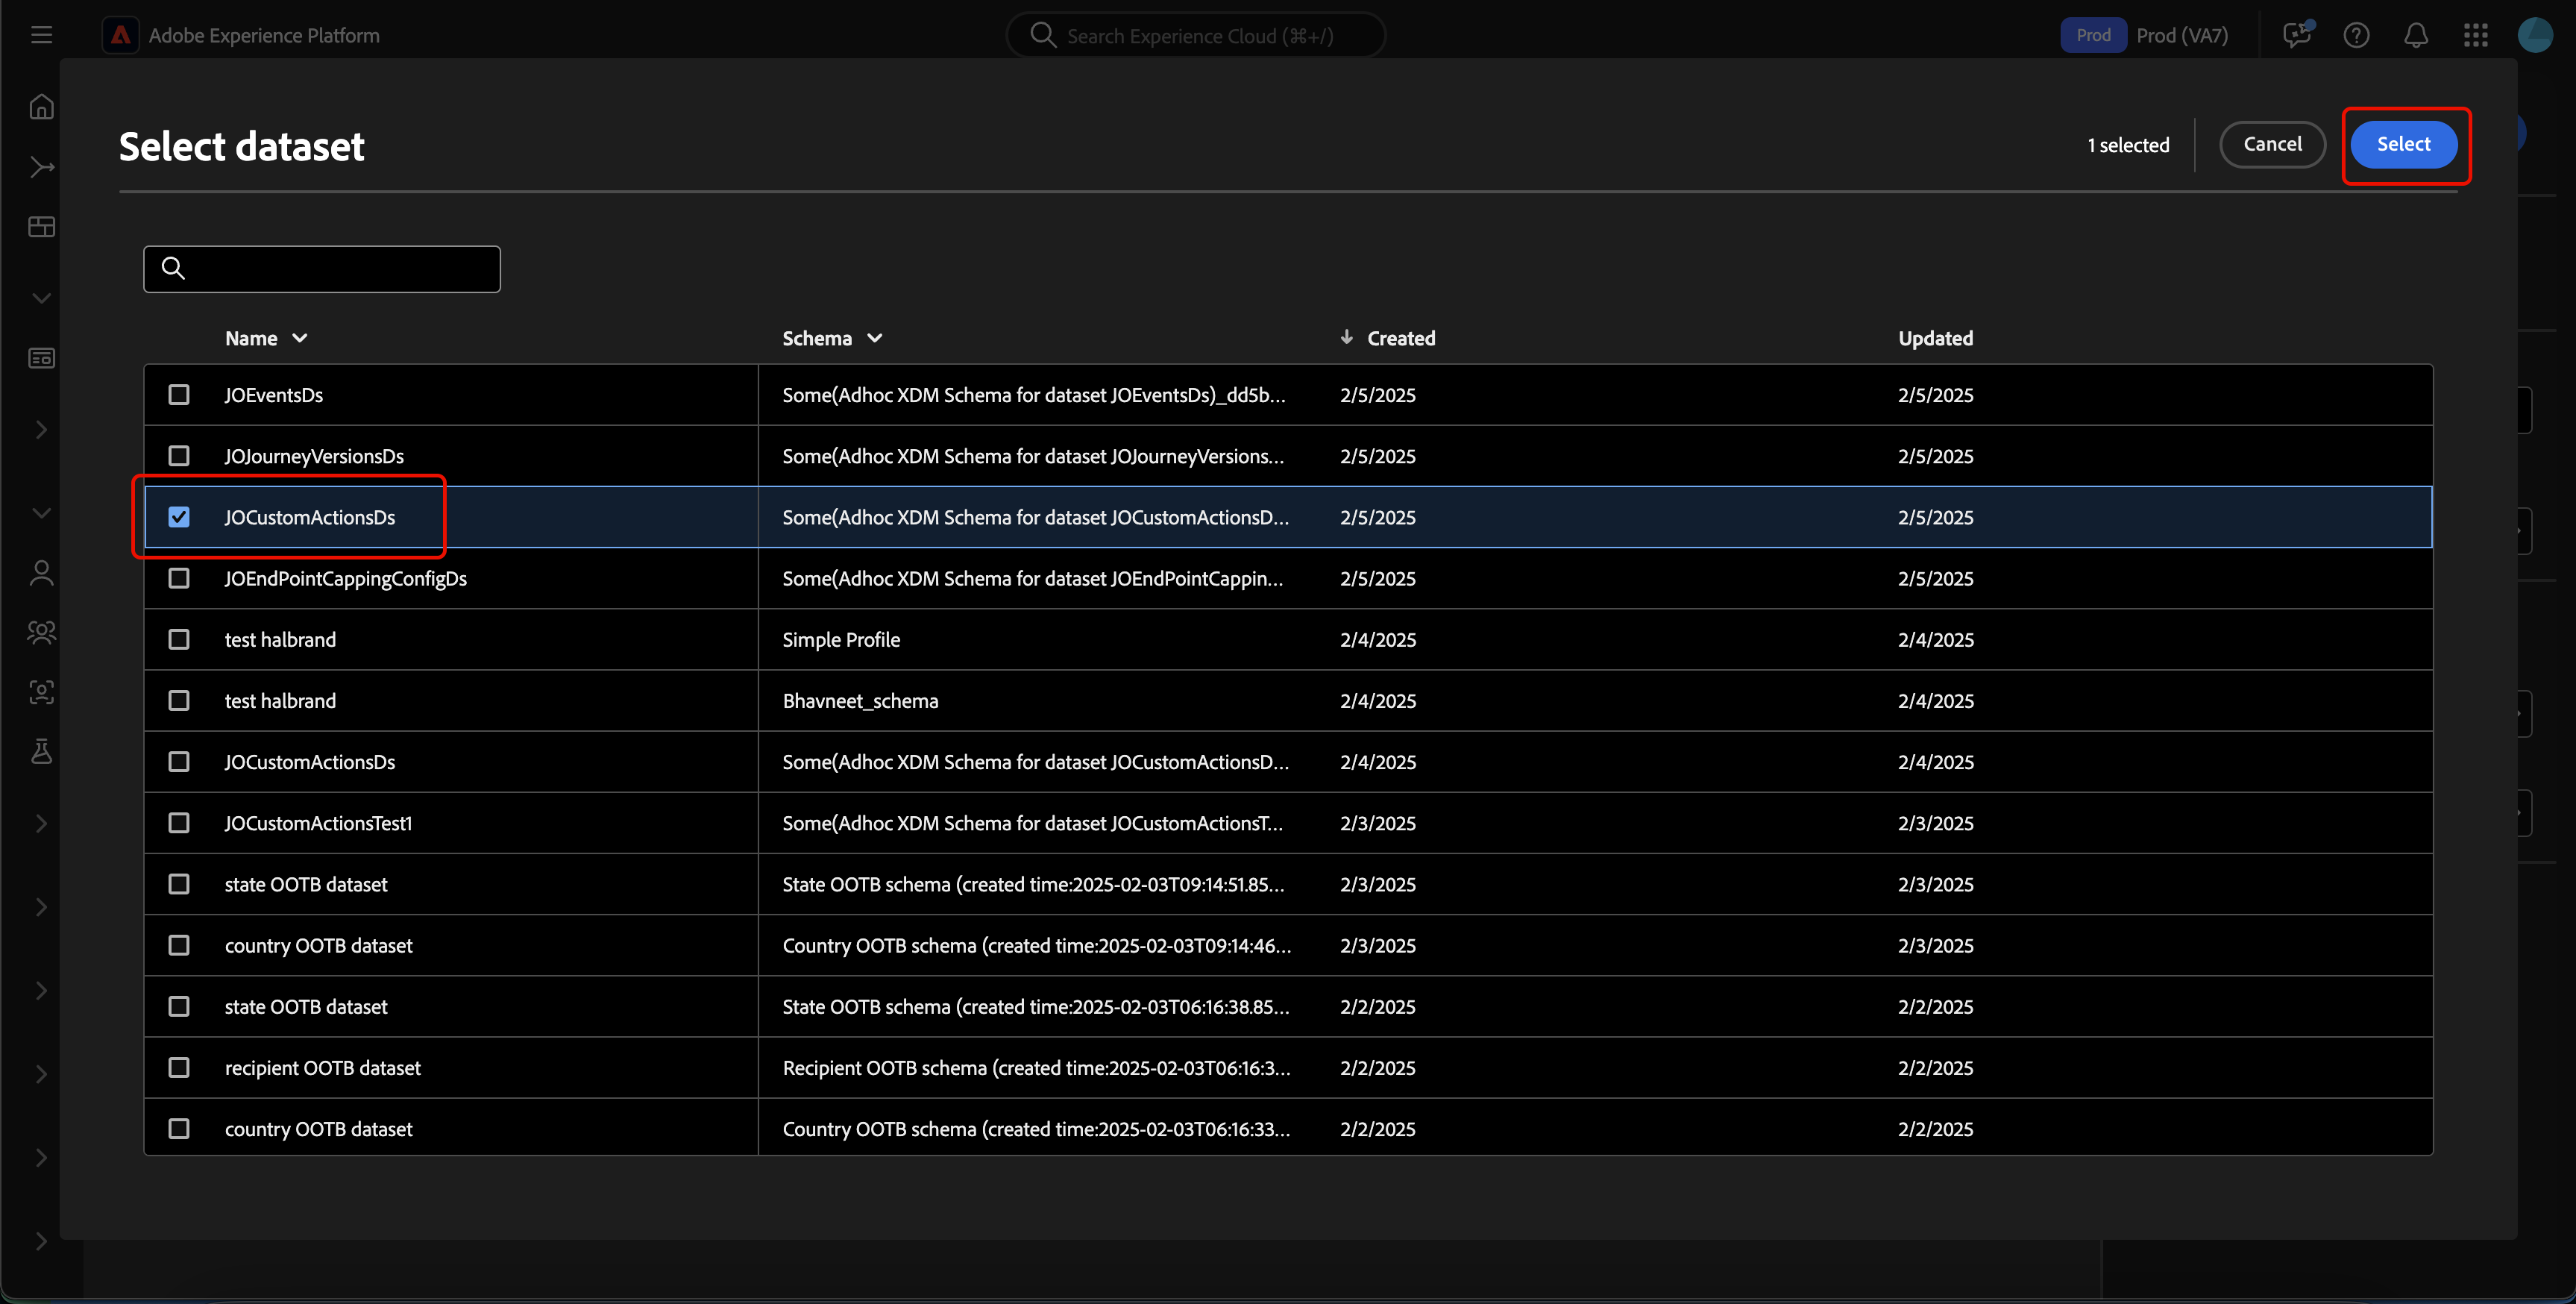 Adobe Experience Platform
Search Experience Cloud (⌘+/)
Prod Prod (VA7)
Select dataset
1 selected
Cancel
Select
Name Schema Created Updated
JOEventsDs Some(Adhoc XDM Schema for dataset JOEventsDs)_dd5b... 2/5/2025 2/5/2025
JOJourneyVersionsDs Some(Adhoc XDM Schema for dataset JOJourneyVersions... 2/5/2025 2/5/2025
JOCustomActionsDs Some(Adhoc XDM Schema for dataset JOCustomActionsD... 2/5/2025 2/5/2025
JOEndPointCappingConfigDs Some(Adhoc XDM Schema for dataset JOEndPointCappin... 2/5/2025 2/5/2025
test halbrand Simple Profile 2/4/2025 2/4/2025
test halbrand Bhavneet_schema 2/4/2025 2/4/2025
JOCustomActionsDs Some(Adhoc XDM Schema for dataset JOCustomActionsD... 2/4/2025 2/4/2025
JOCustomActionsTest1 Some(Adhoc XDM Schema for dataset JOCustomActionsT... 2/3/2025 2/3/2025
state OOTB dataset State OOTB schema (created time:2025-02-03T09:14:51.85... 2/3/2025 2/3/2025
country OOTB dataset Country OOTB schema (created time:2025-02-03T09:14:46... 2/3/2025 2/3/2025
state OOTB dataset State OOTB schema (created time:2025-02-03T06:16:38.85... 2/2/2025 2/2/2025
recipient OOTB dataset Recipient OOTB schema (created time:2025-02-03T06:16:3... 2/2/2025 2/2/2025
country OOTB dataset Country OOTB schema (created time:2025-02-03T06:16:33... 2/2/2025 2/2/2025